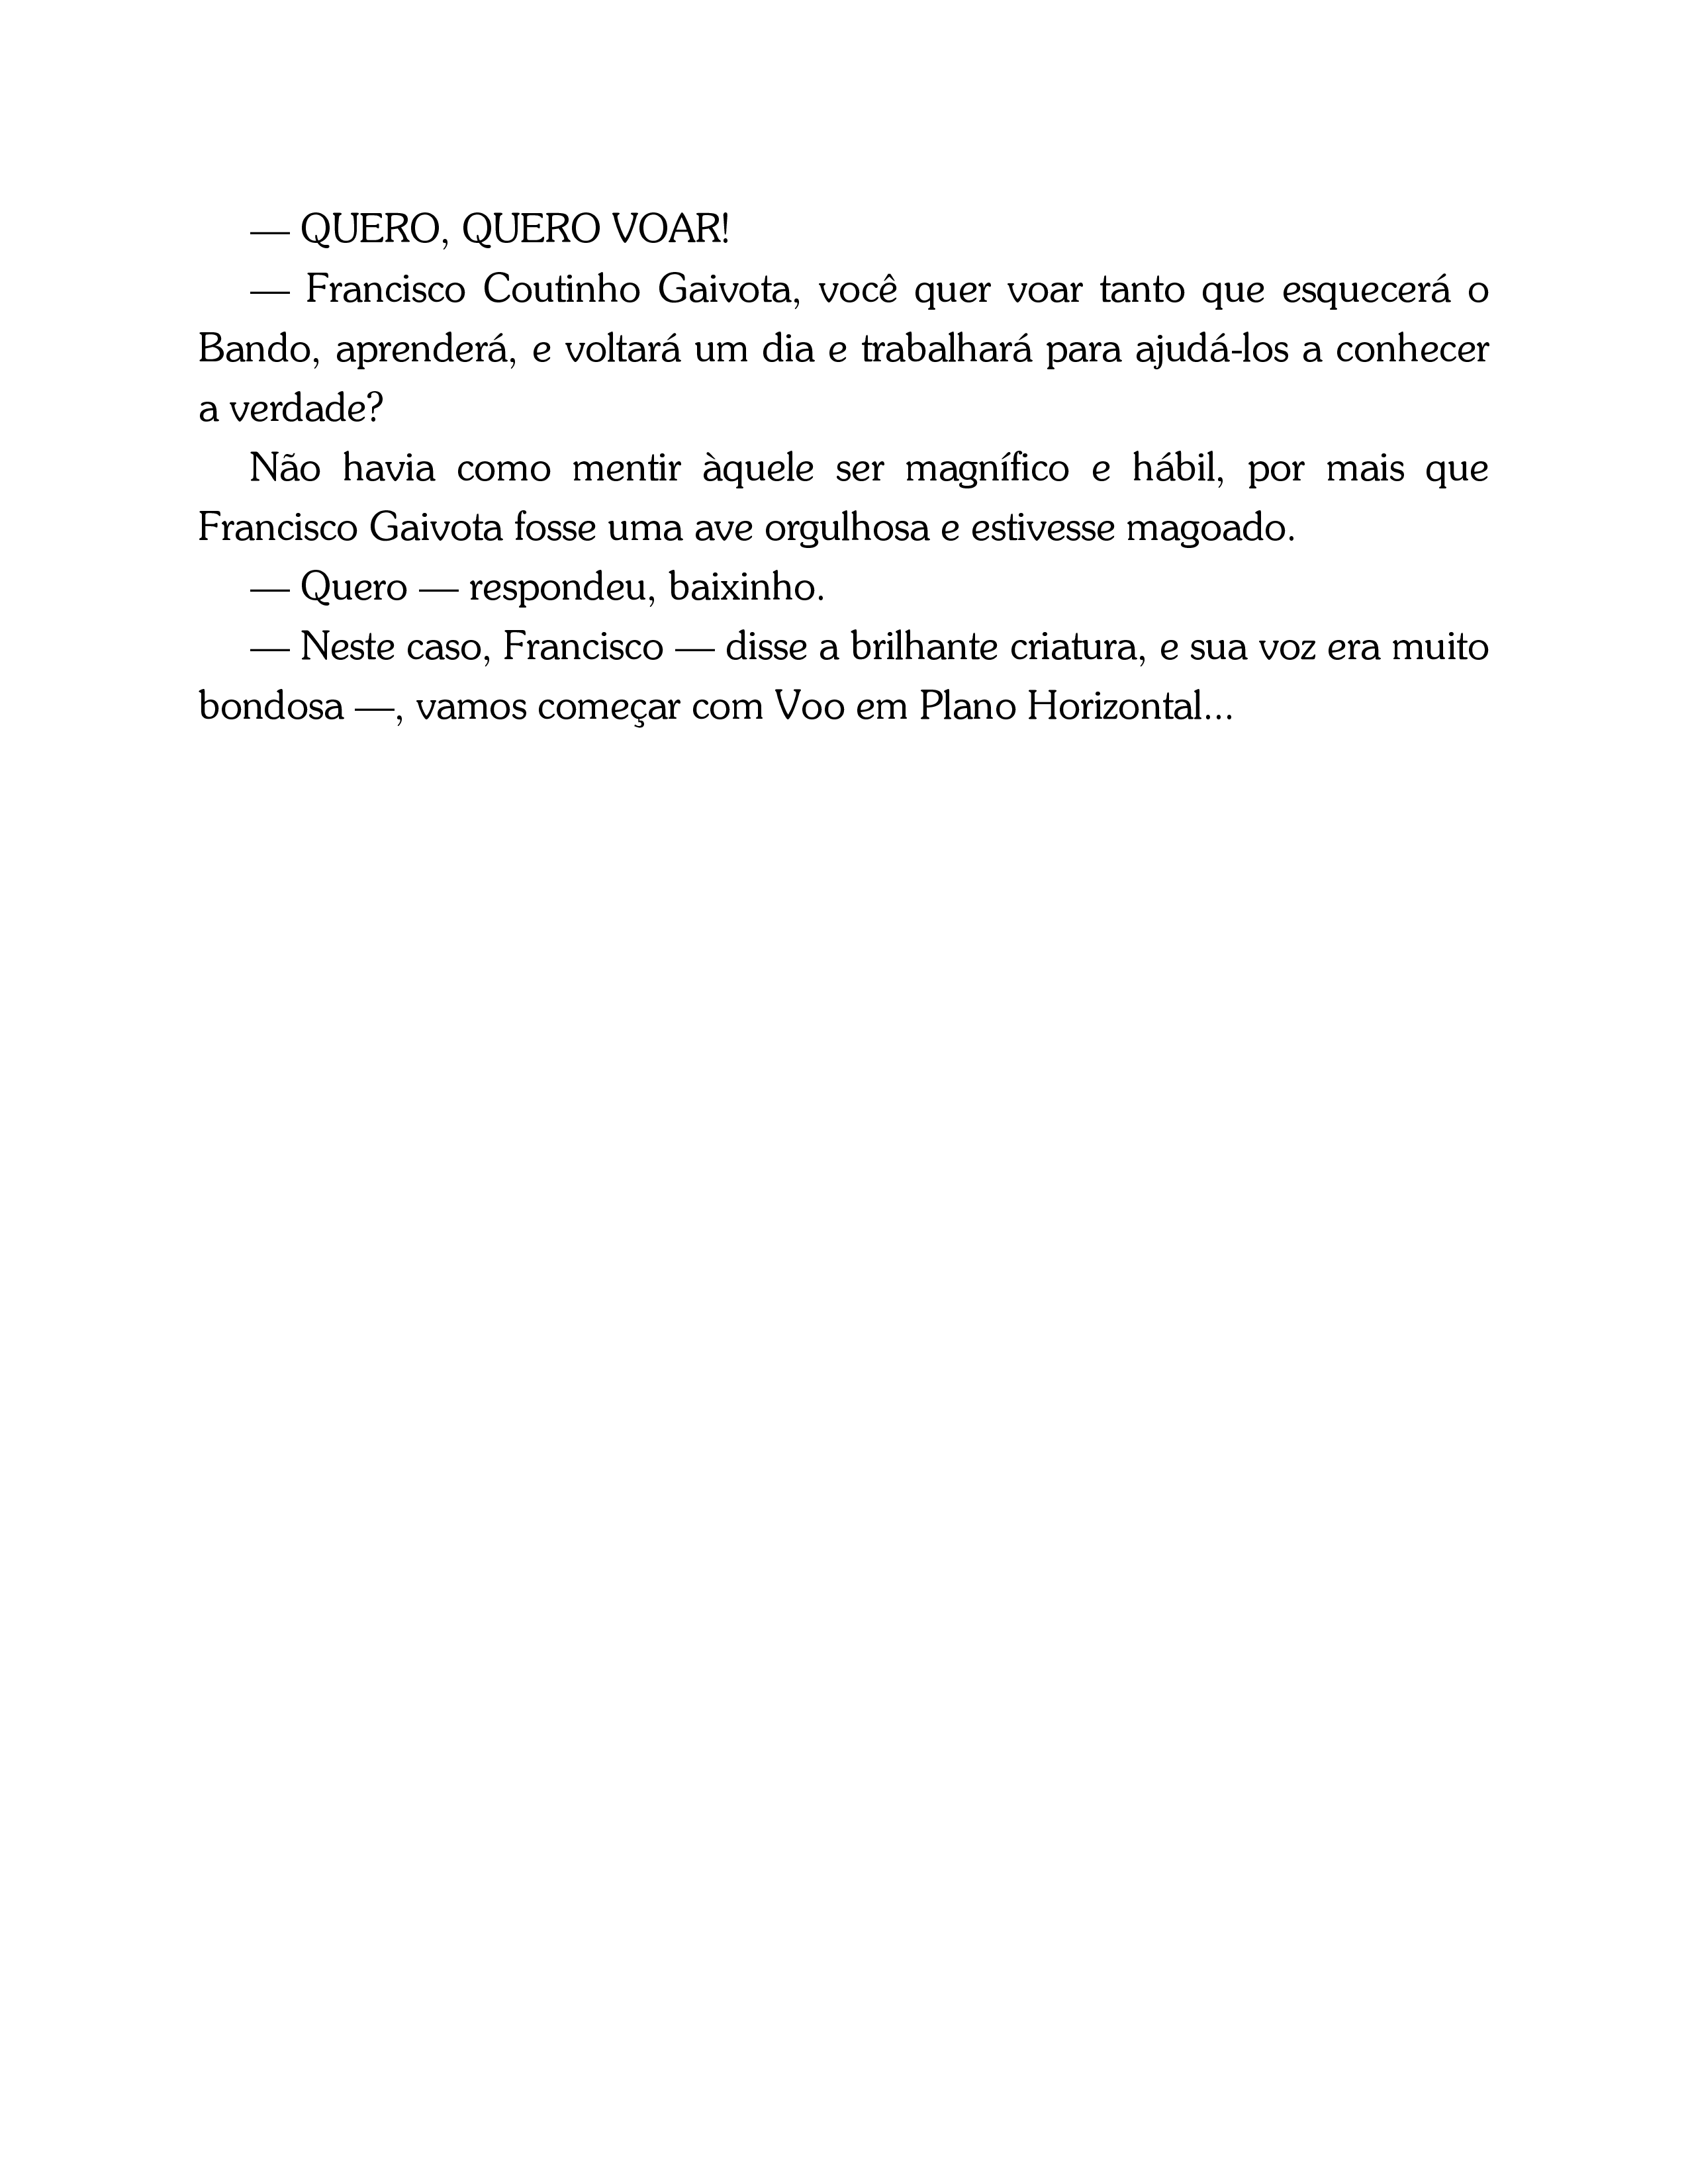 — QUERO, QUERO VOAR!
— Francisco Coutinho Gaivota, você quer voar tanto que esquecerá o
Bando, aprenderá, e voltará um dia e trabalhará para ajudá-los a conhecer
a verdade?
Não havia como mentir àquele ser magnífico e hábil, por mais que
Francisco Gaivota fosse uma ave orgulhosa e estivesse magoado.
— Quero — respondeu, baixinho.
— Neste caso, Francisco — disse a brilhante criatura, e sua voz era muito
bondosa —, vamos começar com Voo em Plano Horizontal...